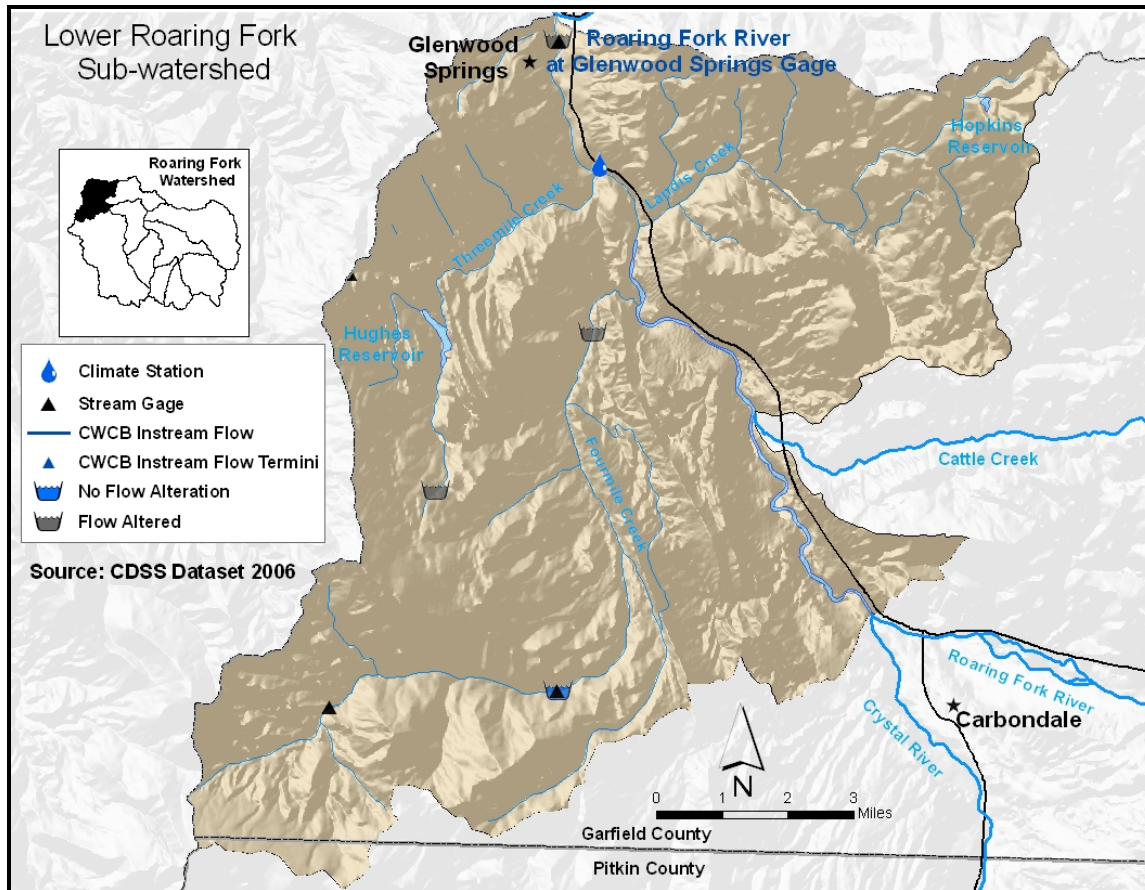 Lower Roaring Fork
Sub-watershed
Glenwood
Springs
Roaring Fork River
at Glenwood Springs Gage
Hopkins
Reservoir
Roaring Fork
Watershed
Landis Creek
Threemile Creek
Hughes
Reservoir
Climate Station
Stream Gage
CWCB Instream Flow
CWCB Instream Flow Termini
No Flow Alteration
Flow Altered
Source: CDSS Dataset 2006
Fourmile Creek
Cattle Creek
Roaring Fork River
Carbondale
Crystal River
N
0 1 2 3
Miles
Garfield County
Pitkin County